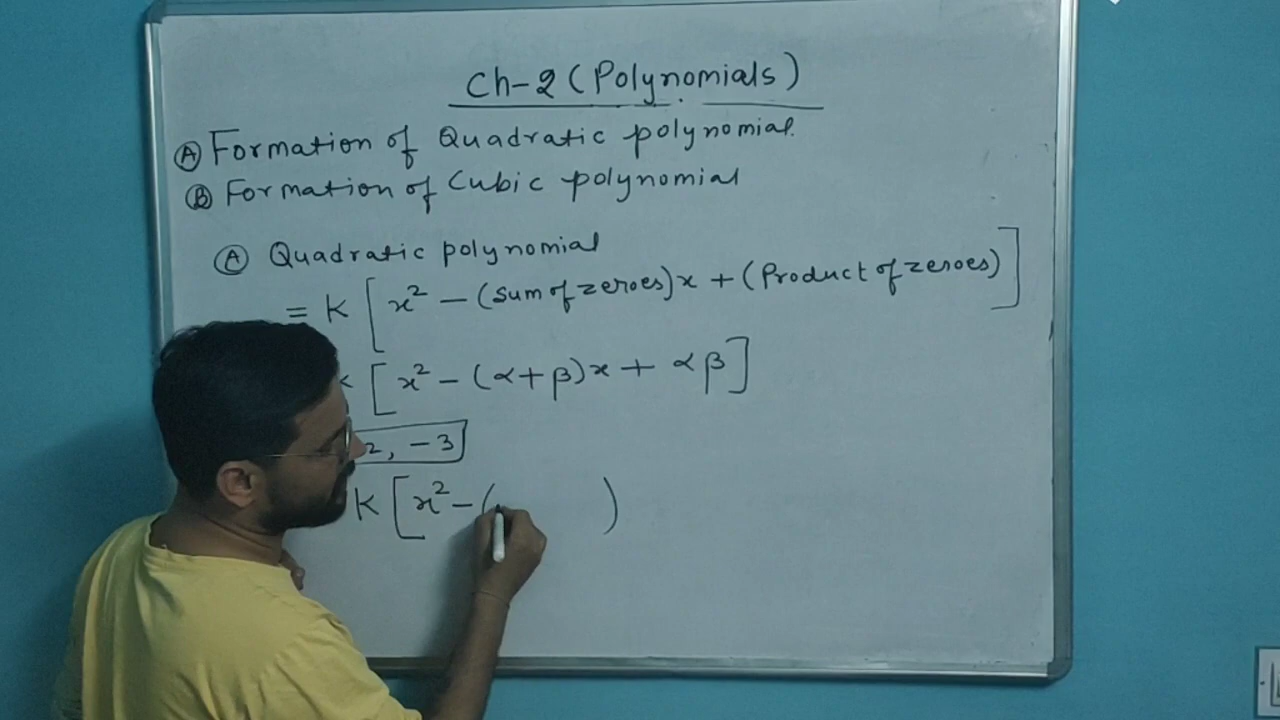 Ch-2 (Polynomials)
Ⓐ Formation of Quadratic polynomial.
Ⓑ Formation of Cubic polynomial
Ⓐ Quadratic polynomial
= K [x² - (Sum of zeroes)x + (Product of zeroes)]
[x² - (α+β)x + αβ]
2, -3
K [x² - ( )